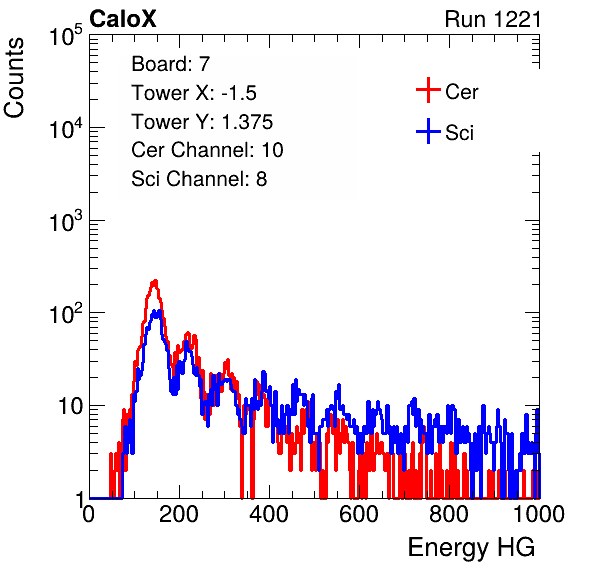 CaloX Run 1221
Counts
10^5
10^4
10^3
10^2
10
1
Board: 7
Tower X: -1.5
Tower Y: 1.375
Cer Channel: 10
Sci Channel: 8
Cer
Sci
0 200 400 600 800 1000
Energy HG